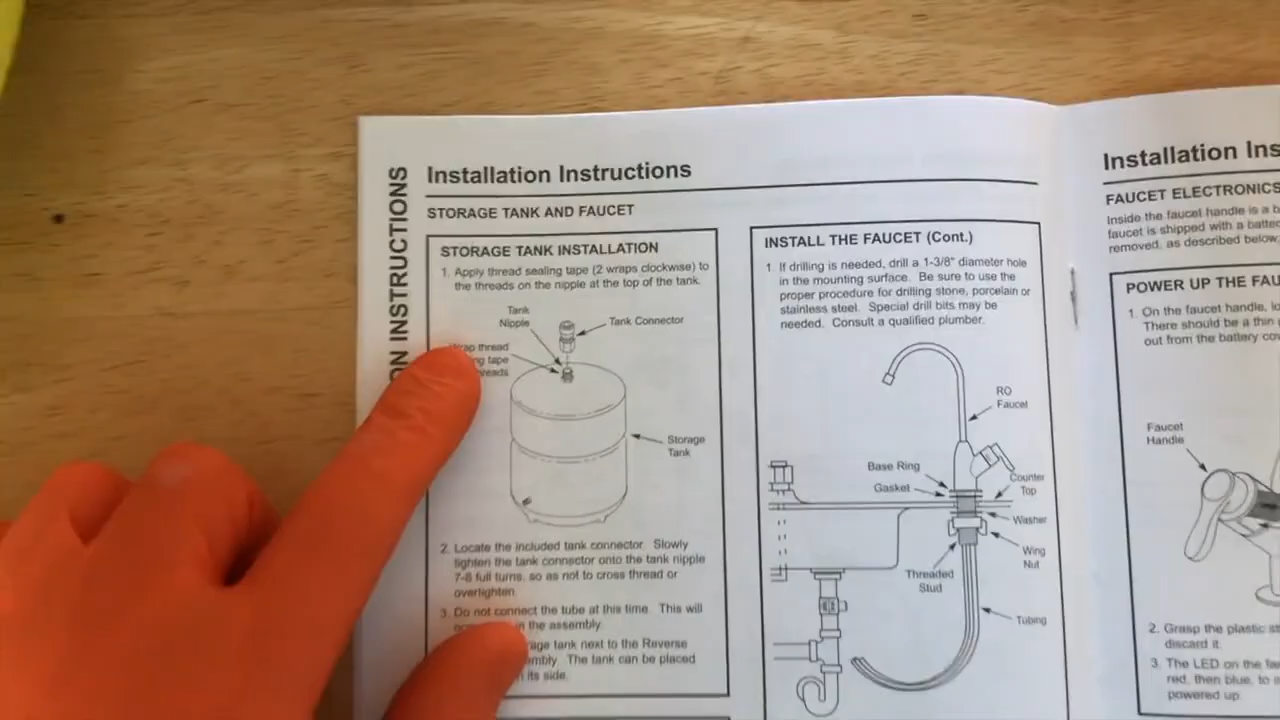 INSTALLATION INSTRUCTIONS
Installation Instructions
STORAGE TANK AND FAUCET
STORAGE TANK INSTALLATION
1. Apply thread sealing tape (2 wraps clockwise) to
the threads on the nipple at the top of the tank.
Tank
Nipple
Tank Connector
Wrap thread
tape
Storage
Tank
2. Locate the included tank connector. Slowly
tighten the tank connector onto the tank nipple
7-8 full turns, so as not to cross thread or
overtighten.
3. Do not connect the tube at this time. This will
in the assembly.
tank next to the Reverse
The tank can be placed
its side.
INSTALL THE FAUCET (Cont.)
1. If drilling is needed, drill a 1-3/8" diameter hole
in the mounting surface. Be sure to use the
proper procedure for drilling stone, porcelain or
stainless steel. Special drill bits may be
needed. Consult a qualified plumber.
RO
Faucet
Base Ring
Gasket
Counter
Top
Washer
Wing
Nut
Threaded
Stud
Tubing
Installation Ins
FAUCET ELECTRONICS
Inside the faucet handle is a b
faucet is shipped with a batte
removed, as described below
POWER UP THE FAU
1. On the faucet handle, lo
There should be a thin
out from the battery cov
Faucet
Handle
2. Grasp the plastic st
discard it.
3. The LED on the fa
red, then blue, to
powered up.